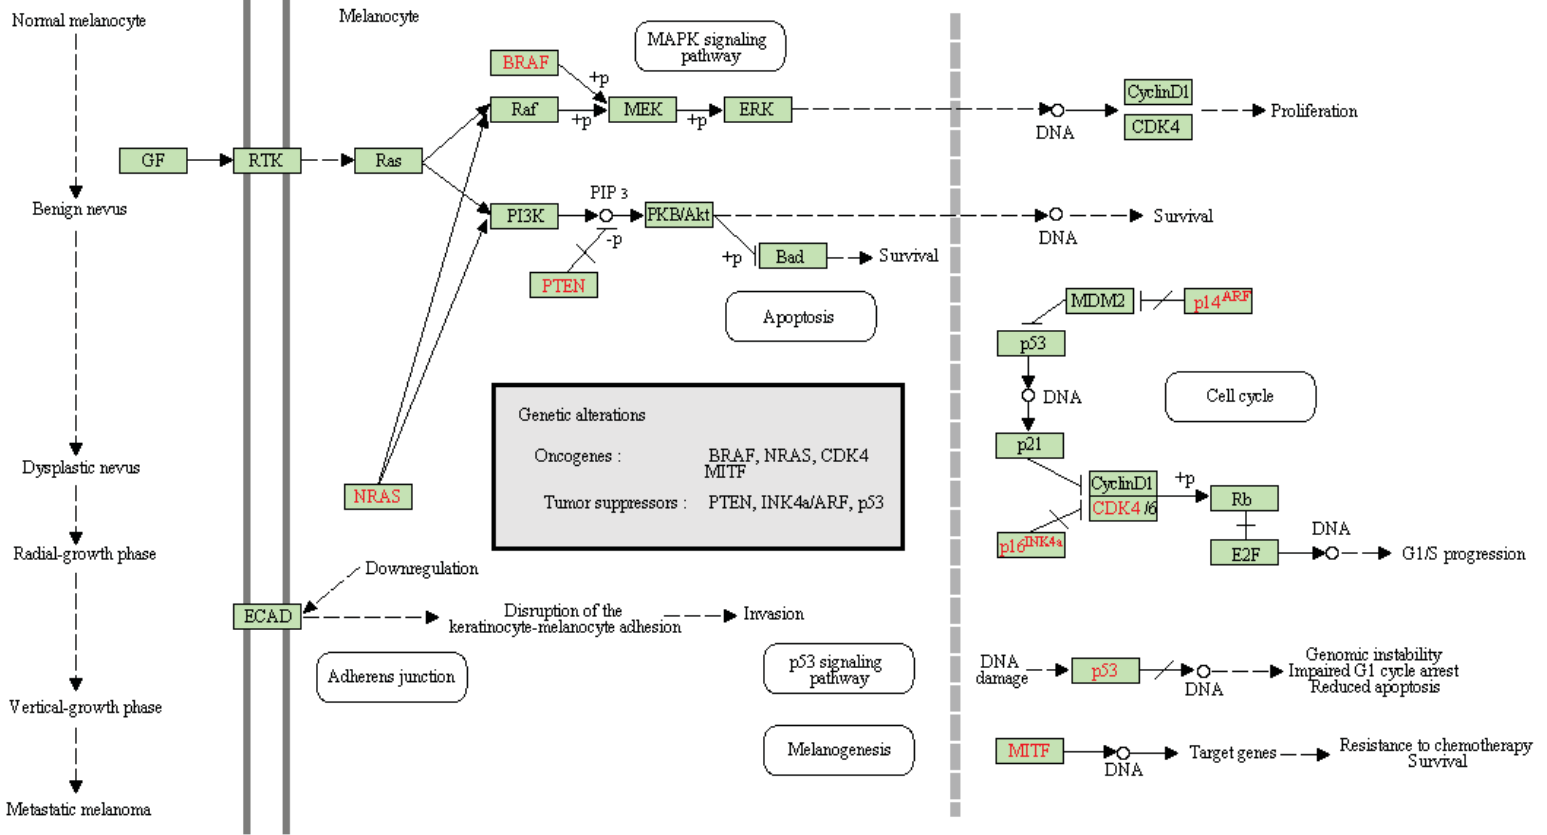 Normal melanocyte
Melanocyte
MAPK signaling
pathway
BRAF
+p
Raf
+p
MEK
+p
ERK
DNA
CyclinD1
CDK4
Proliferation
GF
RTK
Ras
Benign nevus
PI3K
PIP 3
-p
PKB/Akt
DNA
Survival
+p
Bad
Survival
PTEN
Apoptosis
MDM2
p14ARF
p53
DNA
Cell cycle
p21
Genetic alterations
Oncogenes :
BRAF, NRAS, CDK4
MITF
Tumor suppressors :
PTEN, INK4a/ARF, p53
Dysplastic nevus
NRAS
CyclinD1
CDK4 /6
+p
Rb
p16INK4a
E2F
DNA
G1/S progression
Radial-growth phase
Downregulation
ECAD
Disruption of the
keratinocyte-melanocyte adhesion
Invasion
Adherens junction
p53 signaling
pathway
DNA
damage
p53
DNA
Genomic instability
Impaired G1 cycle arrest
Reduced apoptosis
Vertical-growth phase
Melanogenesis
MITF
DNA
Target genes
Resistance to chemotherapy
Survival
Metastatic melanoma